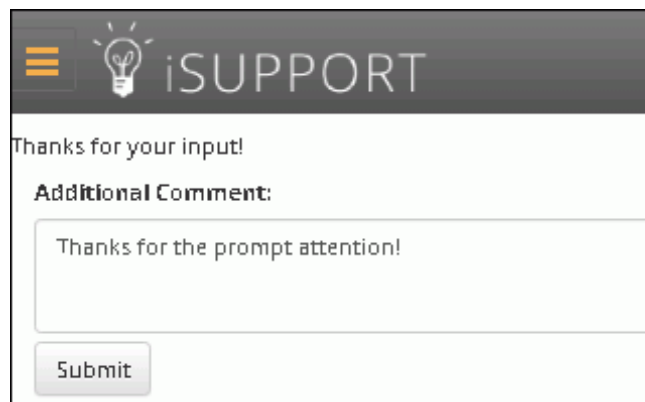 iSUPPORT
Thanks for your input!
Additional Comment:
Thanks for the prompt attention!
Submit